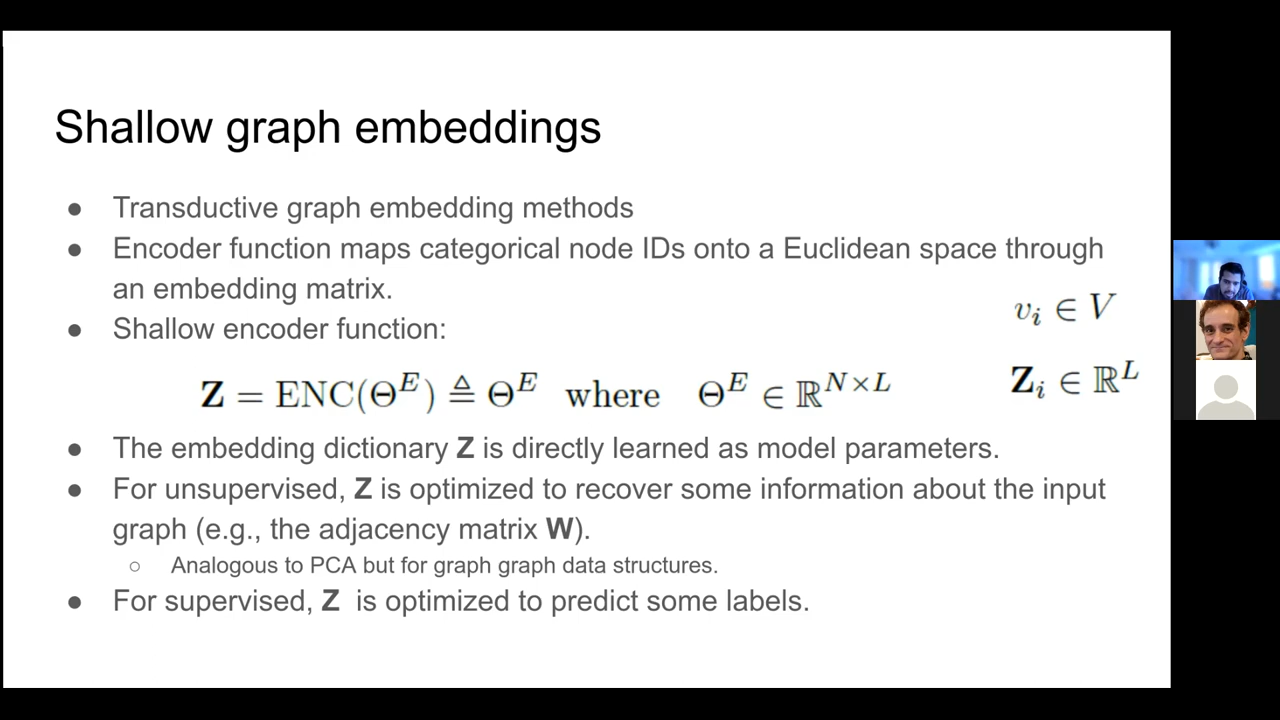 Shallow graph embeddings
● Transductive graph embedding methods
● Encoder function maps categorical node IDs onto a Euclidean space through
an embedding matrix.
● Shallow encoder function:
v_i ∈ V
Z = ENC(Θ^E) ≜ Θ^E where Θ^E ∈ ℝ^{N×L}
Z_i ∈ ℝ^L
● The embedding dictionary Z is directly learned as model parameters.
● For unsupervised, Z is optimized to recover some information about the input
graph (e.g., the adjacency matrix W).
○ Analogous to PCA but for graph graph data structures.
● For supervised, Z is optimized to predict some labels.